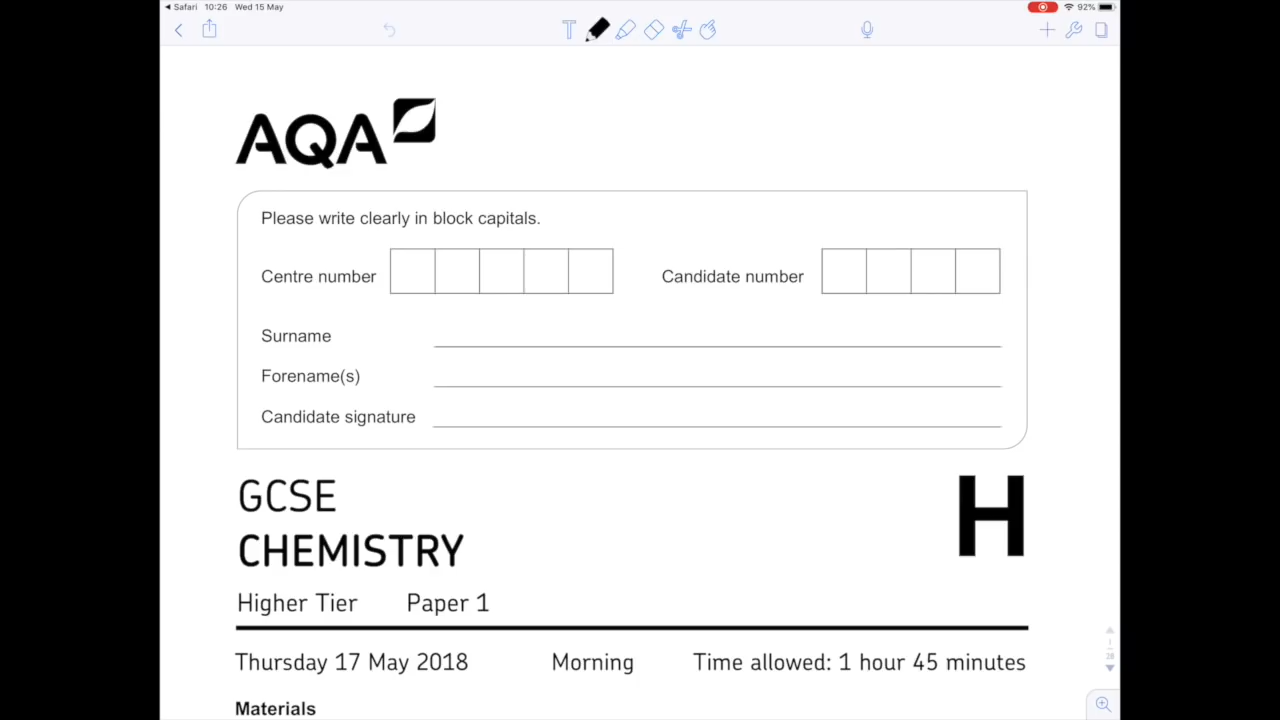 Safari 10:26 Wed 15 May 92%
T
AQA
Please write clearly in block capitals.
Centre number Candidate number
Surname
Forename(s)
Candidate signature
GCSE
CHEMISTRY
H
Higher Tier Paper 1
Thursday 17 May 2018 Morning Time allowed: 1 hour 45 minutes
1
28
Materials